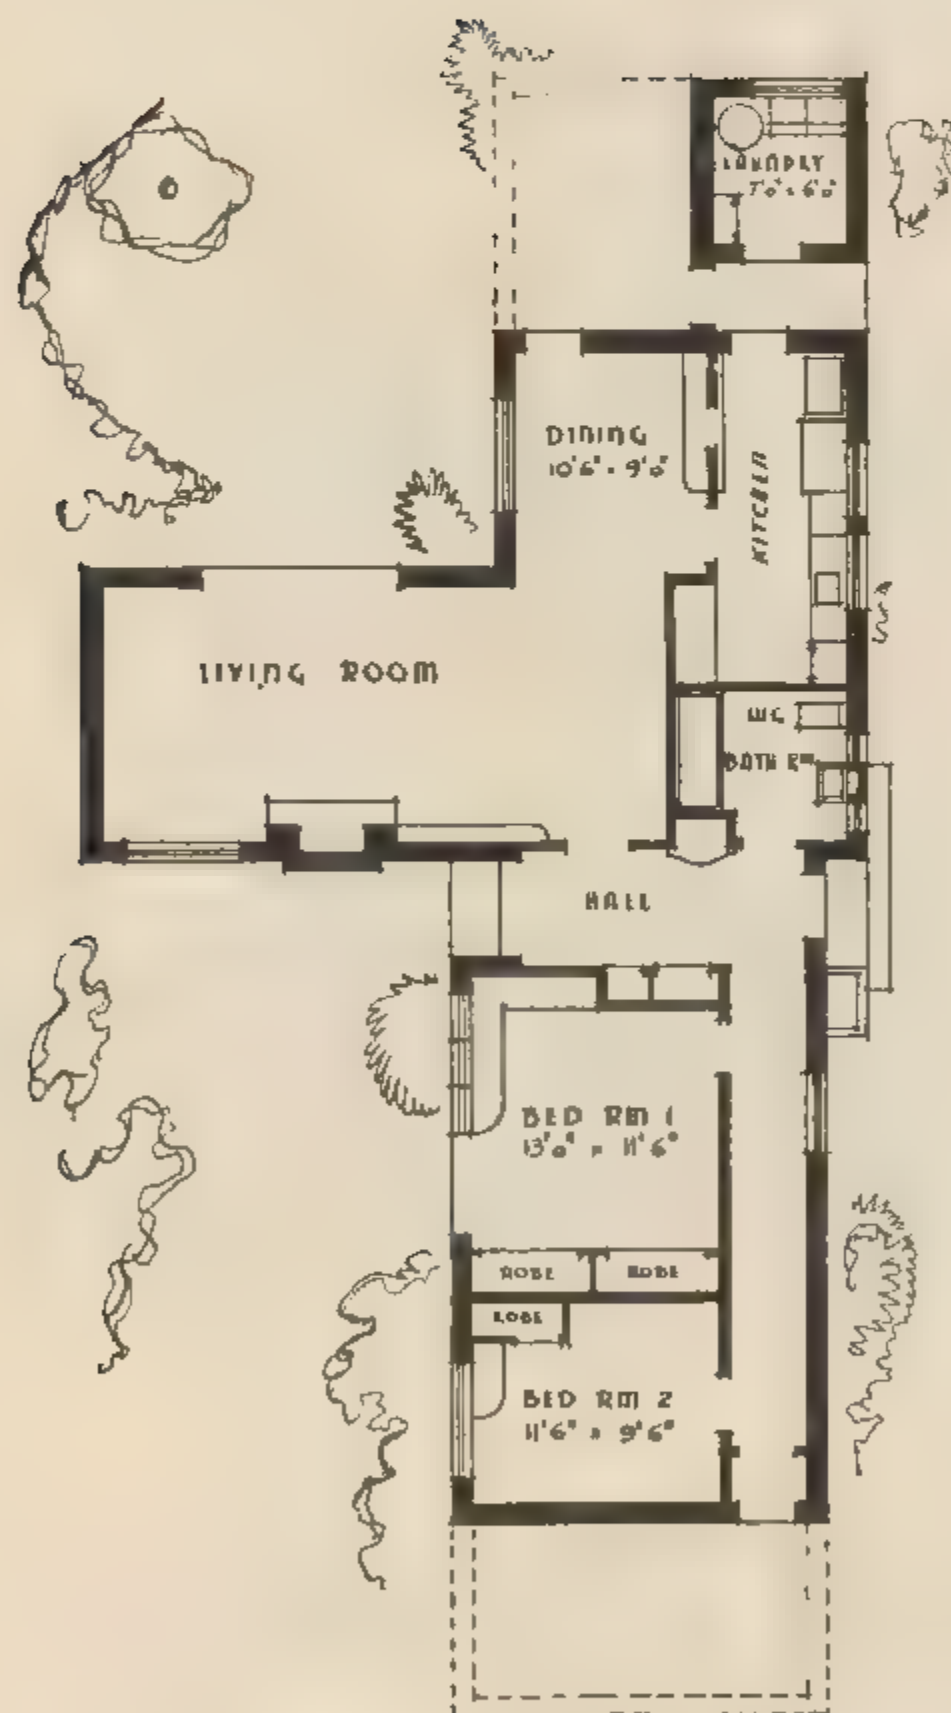 LAUNDRY
7'0" x 6'0"
DINING
10'6" x 9'0"
KITCHEN
LIVING ROOM
WC
BATH RM
HALL
BED RM 1
13'0" x 11'6"
ROBE ROBE
ROBE
BED RM 2
11'6" x 9'6"